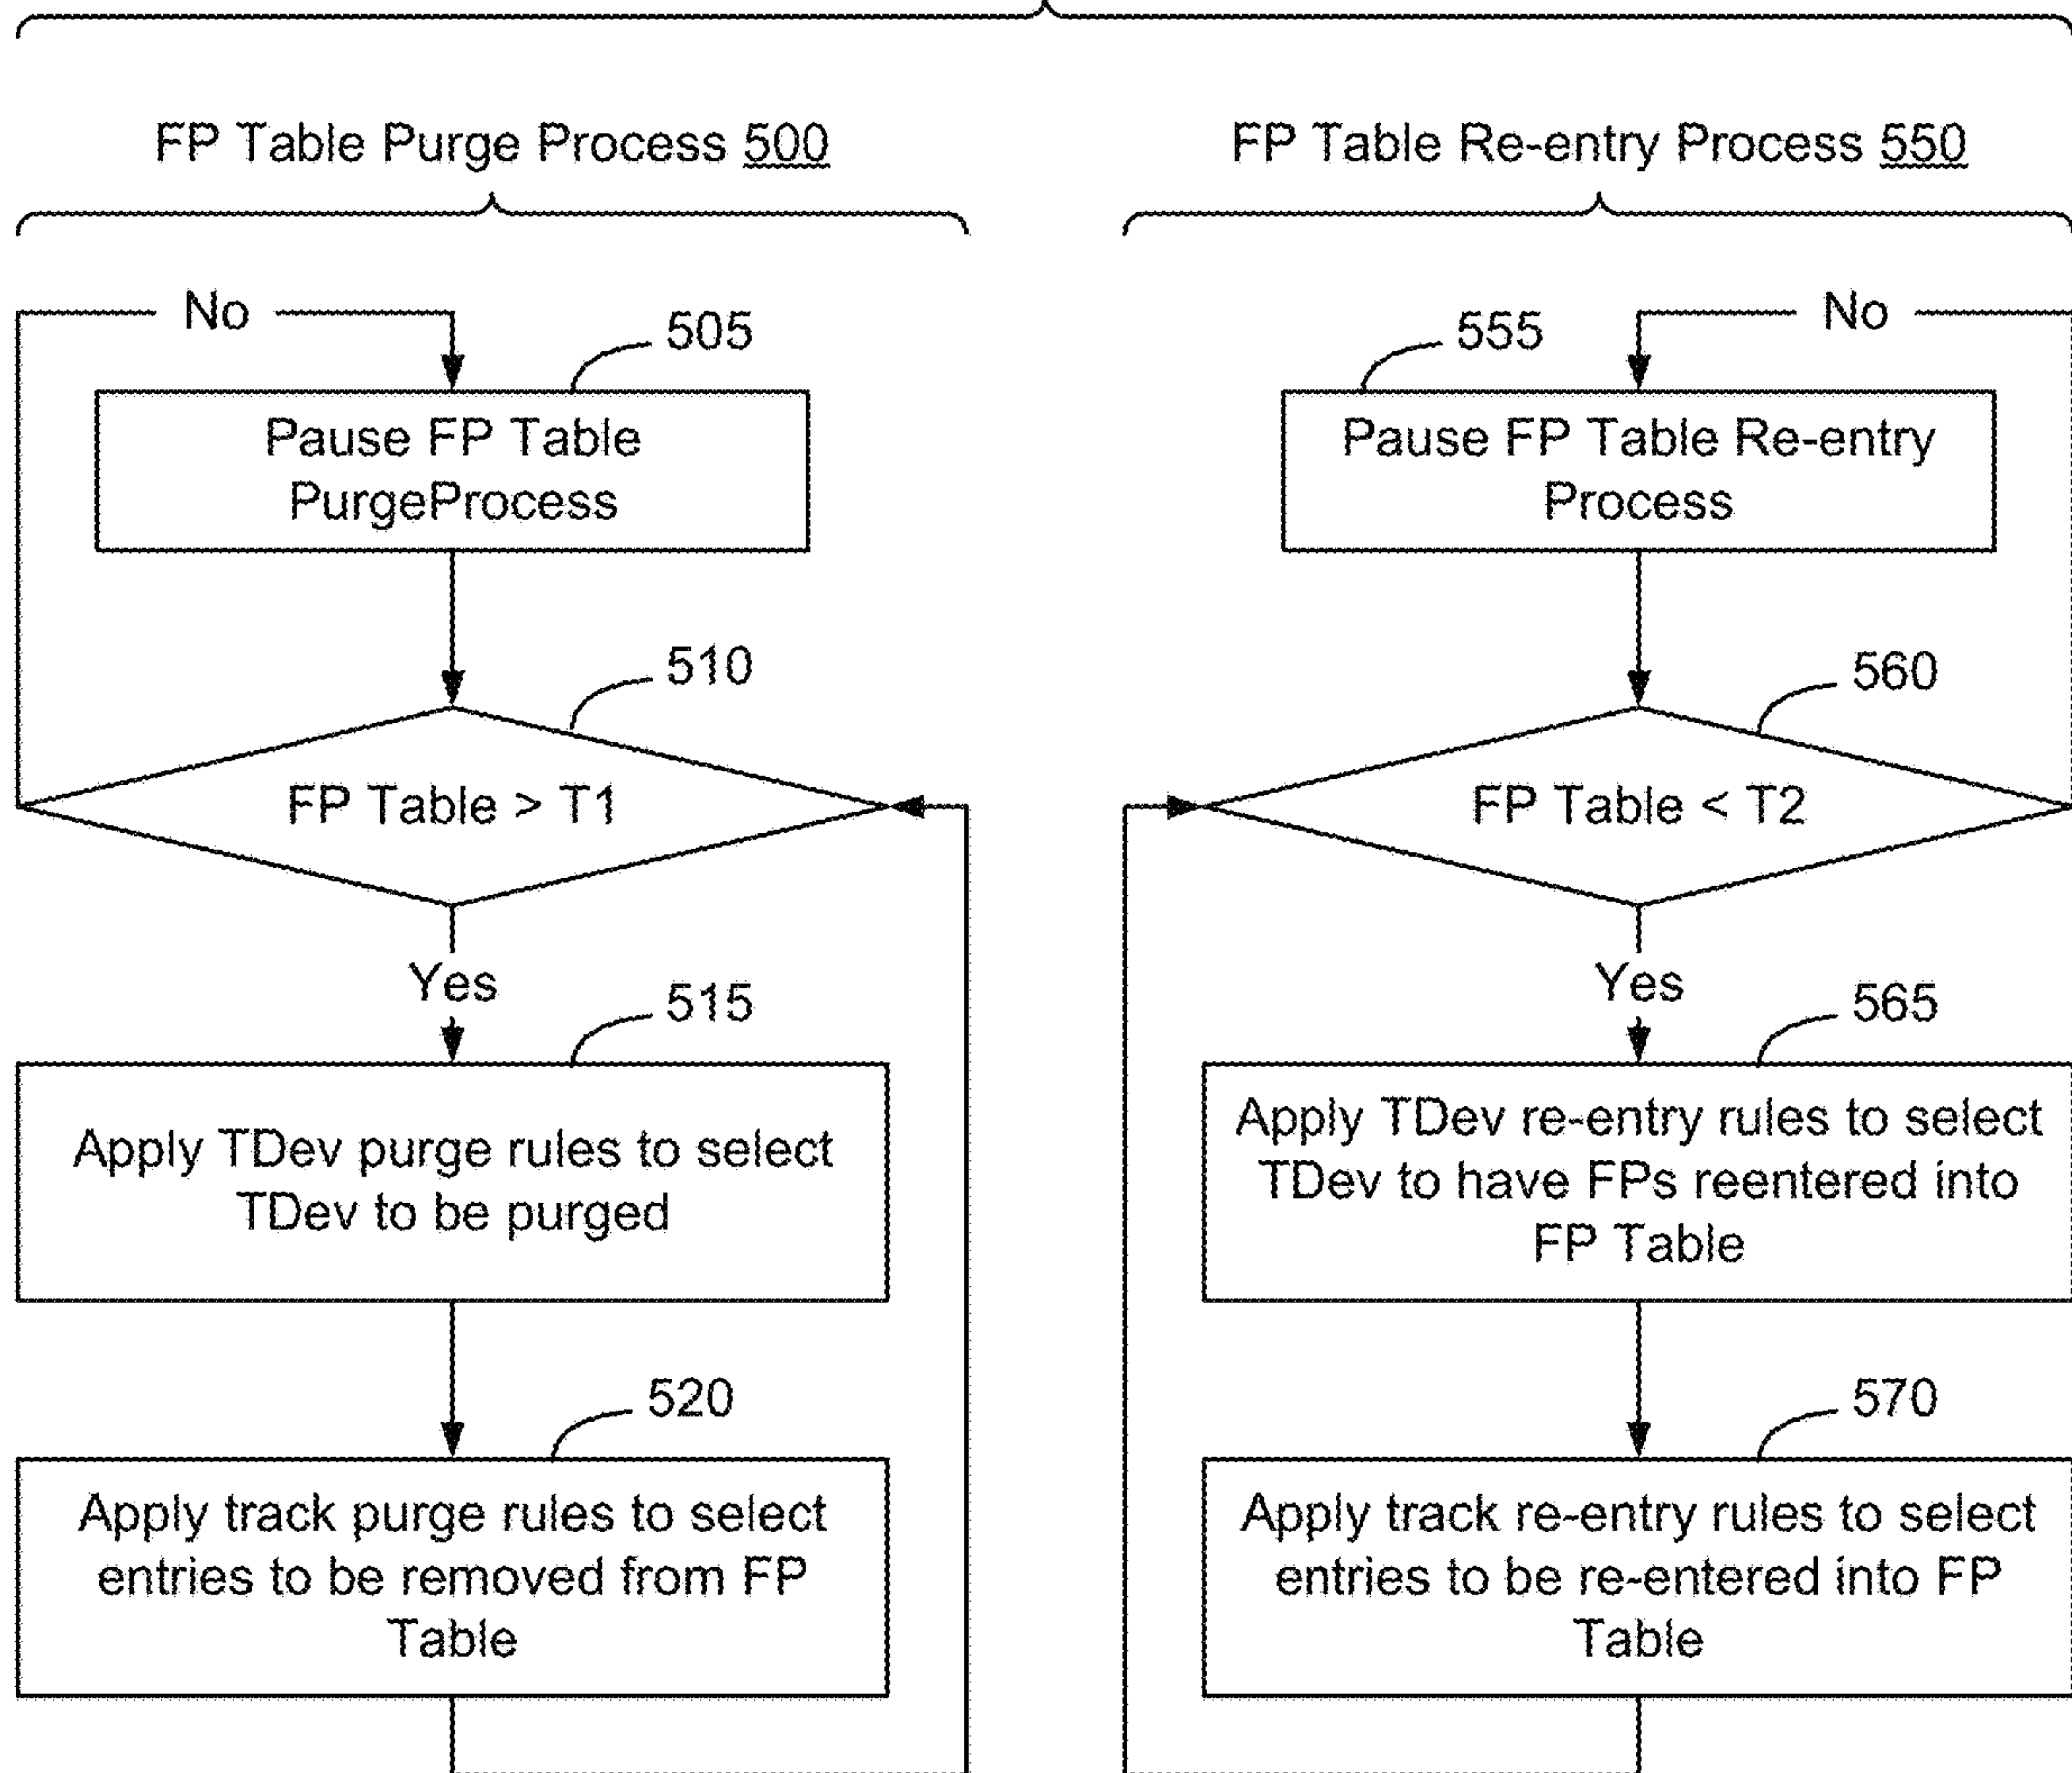 FP Table Purge Process 500
No
505
Pause FP Table
PurgeProcess
510
FP Table > T1
Yes
515
Apply TDev purge rules to select
TDev to be purged
520
Apply track purge rules to select
entries to be removed from FP
Table
FP Table Re-entry Process 550
No
555
Pause FP Table Re-entry
Process
560
FP Table < T2
Yes
565
Apply TDev re-entry rules to select
TDev to have FPs reentered into
FP Table
570
Apply track re-entry rules to select
entries to be re-entered into FP
Table